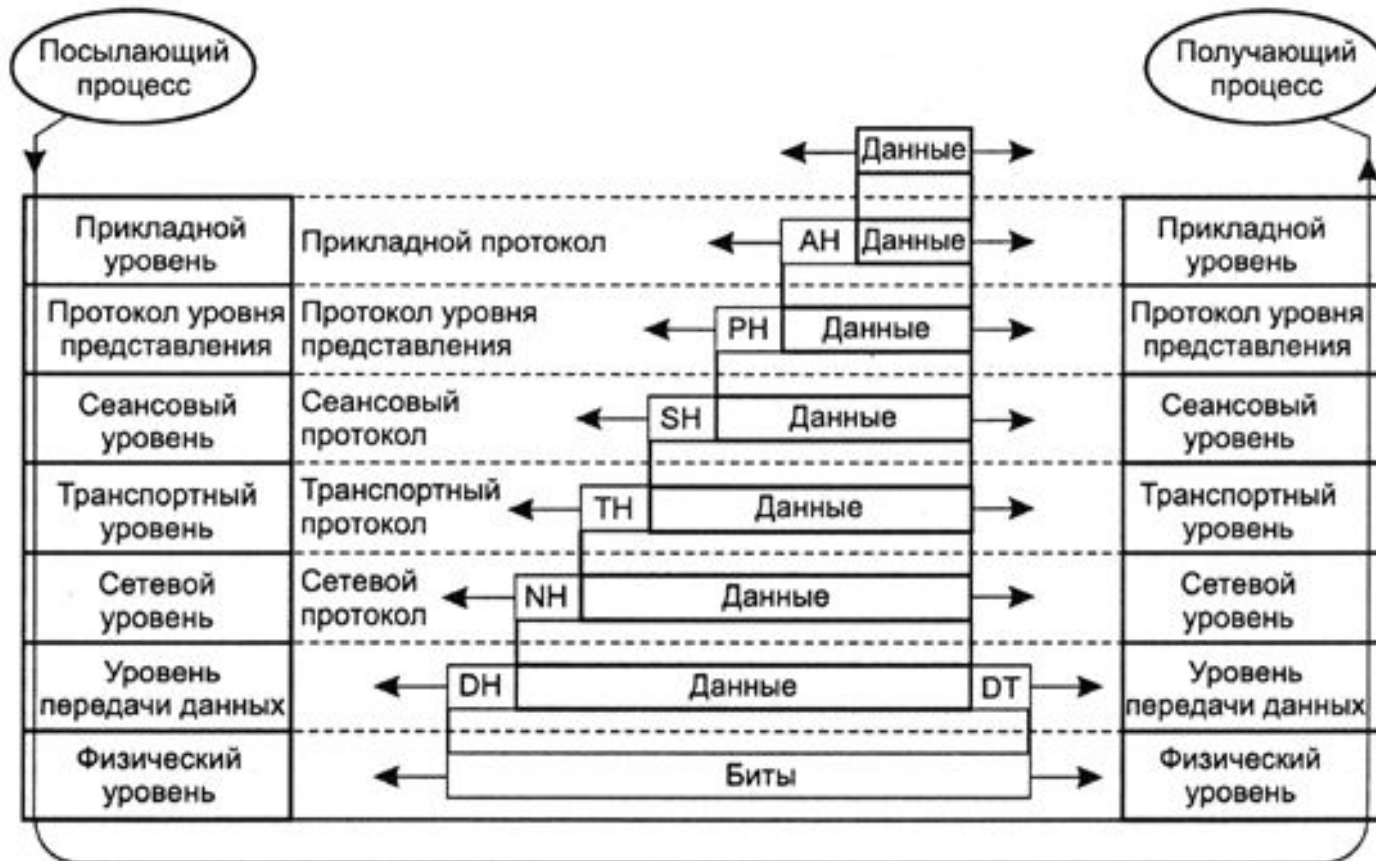 Посылающий
процесс
Получающий
процесс
Данные
Прикладной
уровень
Прикладной протокол
AH
Данные
Прикладной
уровень
Протокол уровня
представления
Протокол уровня
представления
PH
Данные
Протокол уровня
представления
Сеансовый
уровень
Сеансовый
протокол
SH
Данные
Сеансовый
уровень
Транспортный
уровень
Транспортный
протокол
TH
Данные
Транспортный
уровень
Сетевой
уровень
Сетевой
протокол
NH
Данные
Сетевой
уровень
Уровень
передачи данных
DH
Данные
DT
Уровень
передачи данных
Физический
уровень
Биты
Физический
уровень